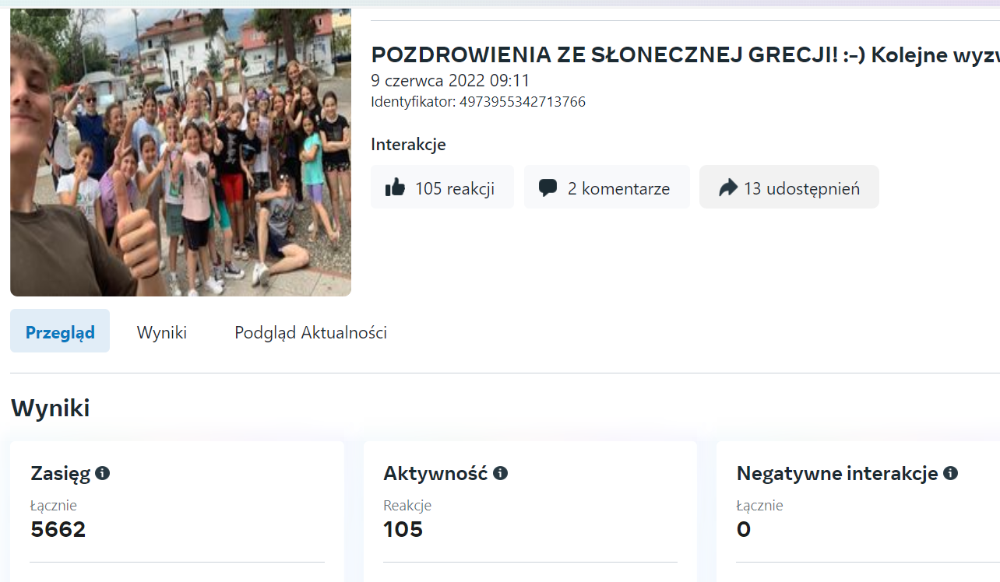 POZDROWIENIA ZE SŁONECZNEJ GRECJI! :-) Kolejne
9 czerwca 2022 09:11
Identyfikator: 4973955342713766
Interakcje
105 reakcji
2 komentarze
13 udostępnień
Przegląd
Wyniki
Podgląd Aktualności
Wyniki
Zasięg
Łącznie
5662
Aktywność
Reakcje
105
Negatywne interakcje
Łącznie
0